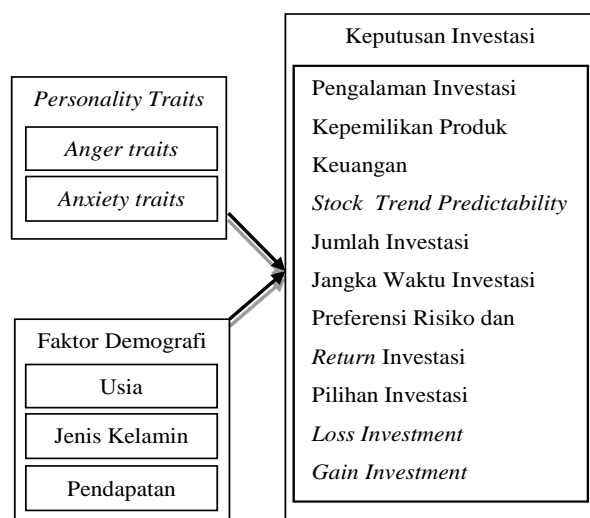 Personality Traits
Anger traits
Anxiety traits
Faktor Demografi
Usia
Jenis Kelamin
Pendapatan
Keputusan Investasi
Pengalaman Investasi
Kepemilikan Produk
Keuangan
Stock Trend Predictability
Jumlah Investasi
Jangka Waktu Investasi
Preferensi Risiko dan
Return Investasi
Pilihan Investasi
Loss Investment
Gain Investment